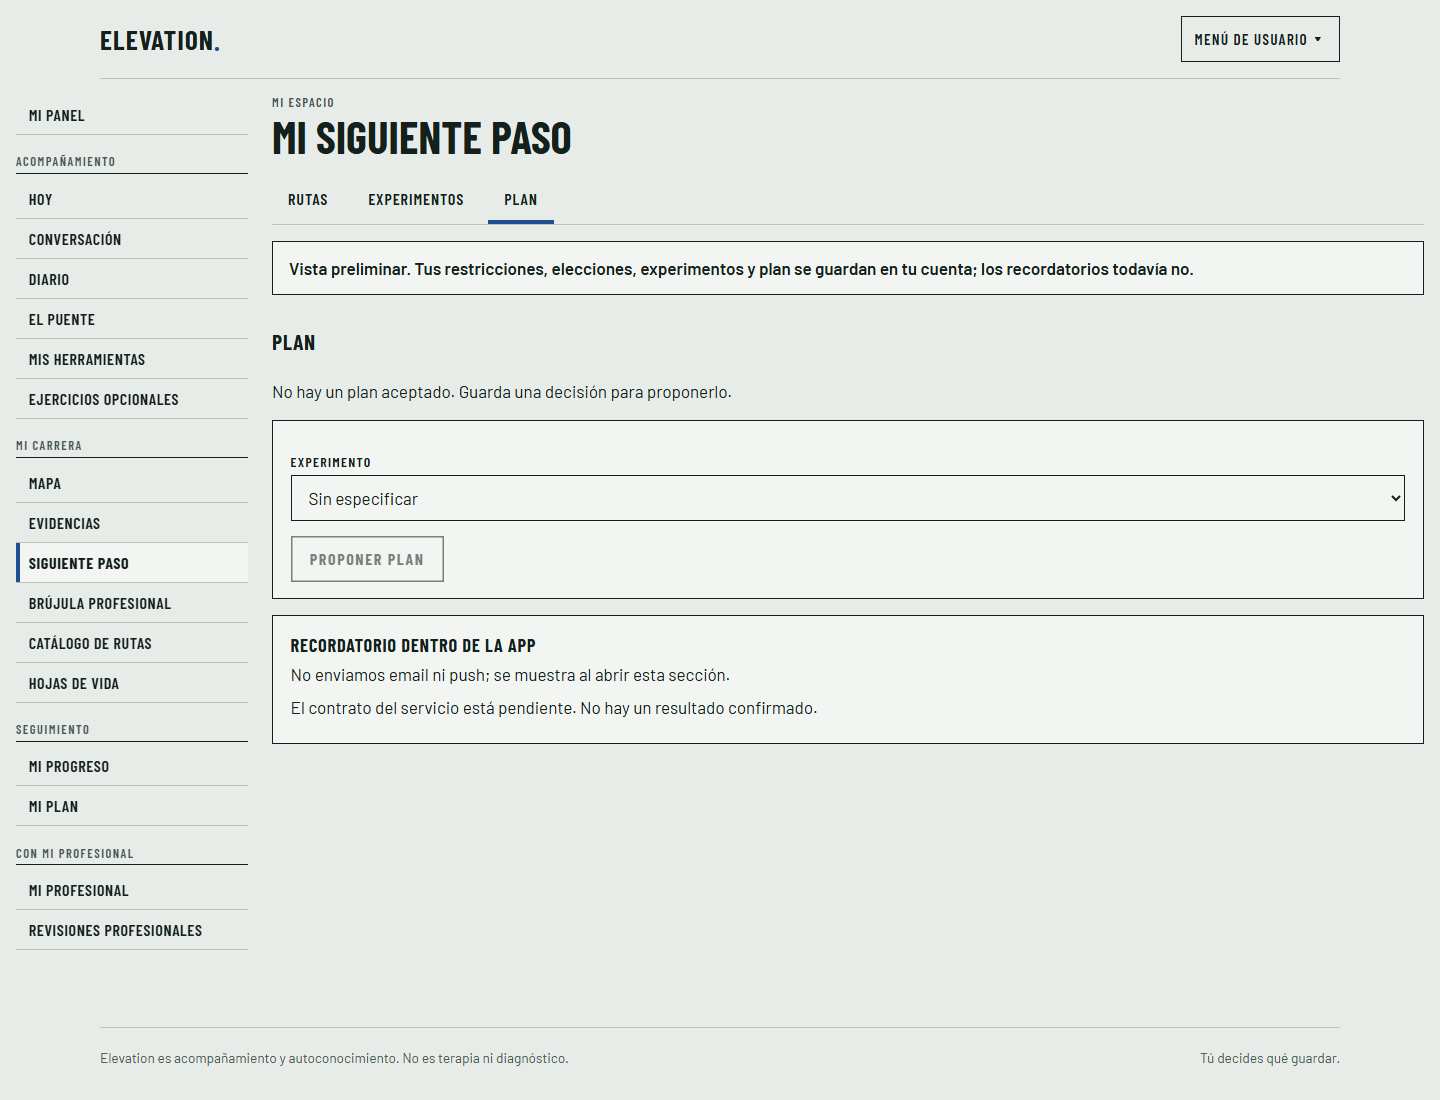 ELEVATION.
MENÚ DE USUARIO
MI PANEL
ACOMPAÑAMIENTO
HOY
CONVERSACIÓN
DIARIO
EL PUENTE
MIS HERRAMIENTAS
EJERCICIOS OPCIONALES
MI CARRERA
MAPA
EVIDENCIAS
SIGUIENTE PASO
BRÚJULA PROFESIONAL
CATÁLOGO DE RUTAS
HOJAS DE VIDA
SEGUIMIENTO
MI PROGRESO
MI PLAN
CON MI PROFESIONAL
MI PROFESIONAL
REVISIONES PROFESIONALES
MI ESPACIO
MI SIGUIENTE PASO
RUTAS EXPERIMENTOS PLAN
Vista preliminar. Tus restricciones, elecciones, experimentos y plan se guardan en tu cuenta; los recordatorios todavía no.
PLAN
No hay un plan aceptado. Guarda una decisión para proponerlo.
EXPERIMENTO
Sin especificar
PROPONER PLAN
RECORDATORIO DENTRO DE LA APP
No enviamos email ni push; se muestra al abrir esta sección.
El contrato del servicio está pendiente. No hay un resultado confirmado.
Elevation es acompañamiento y autoconocimiento. No es terapia ni diagnóstico.
Tú decides qué guardar.